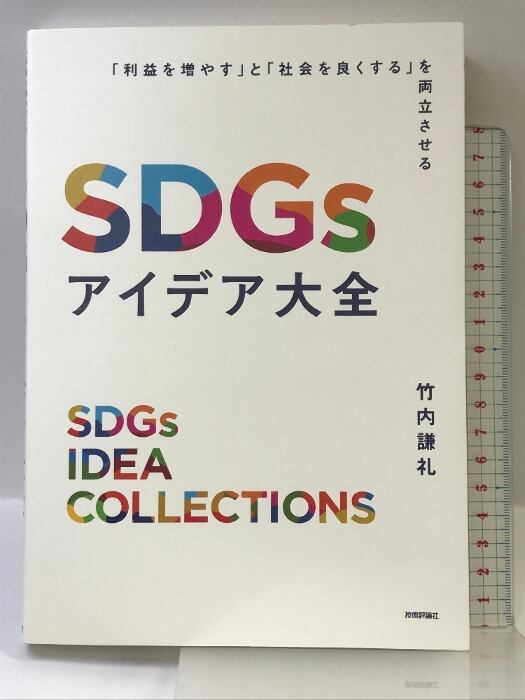 「利益を増やす」と「社会を良くする」を両立させる
SDGs
アイデア大全
竹内謙礼
SDGs
IDEA
COLLECTIONS
技術評論社